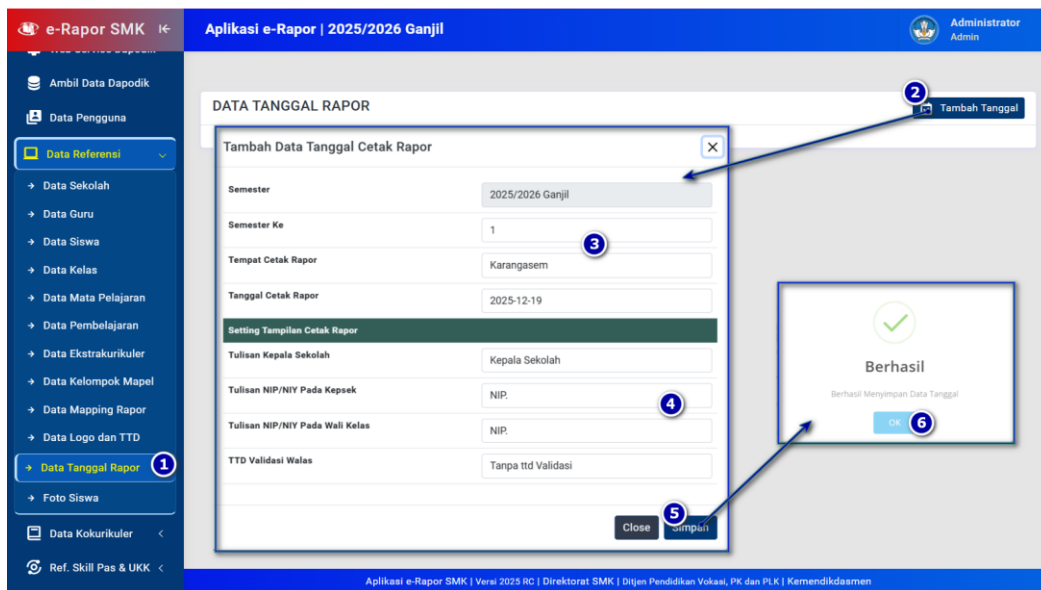 e-Rapor SMK
Aplikasi e-Rapor | 2025/2026 Ganjil
Administrator
Admin
Ambil Data Dapodik
Data Pengguna
Data Referensi
Data Sekolah
Data Guru
Data Siswa
Data Kelas
Data Mata Pelajaran
Data Pembelajaran
Data Ekstrakurikuler
Data Kelompok Mapel
Data Mapping Rapor
Data Logo dan TTD
Data Tanggal Rapor 1
Foto Siswa
Data Kokurikuler
Ref. Skill Pas & UKK
DATA TANGGAL RAPOR
2
Tambah Tanggal
Tambah Data Tanggal Cetak Rapor
Semester 2025/2026 Ganjil
Semester Ke 1
3
Tempat Cetak Rapor Karangasem
Tanggal Cetak Rapor 2025-12-19
Setting Tampilan Cetak Rapor
Tulisan Kepala Sekolah Kepala Sekolah
Tulisan NIP/NIY Pada Kepsek NIP.
4
Tulisan NIP/NIY Pada Wali Kelas NIP.
TTD Validasi Walas Tanpa ttd Validasi
5
Close Simpan
Berhasil
Berhasil Menyimpan Data Tanggal
OK 6
Aplikasi e-Rapor SMK | Versi 2025 RC | Direktorat SMK | Ditjen Pendidikan Vokasi, PK dan PLK | Kemendikdasmen